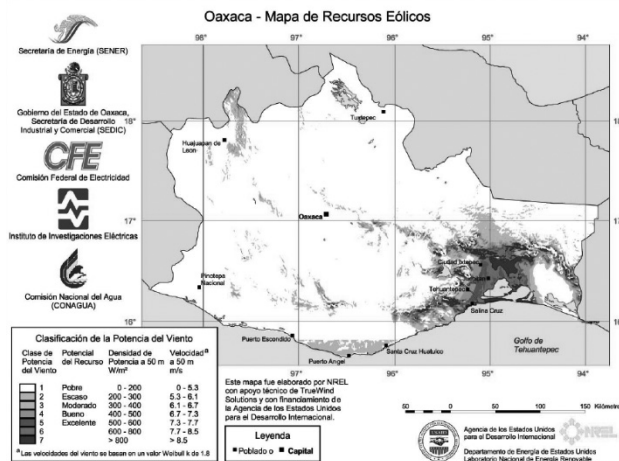 Oaxaca - Mapa de Recursos Eólicos
Secretaría de Energía (SENER)
Gobierno del Estado de Oaxaca,
Secretaría de Desarrollo
Industrial y Comercial (SEDIC)
CFE
Comisión Federal de Electricidad
Instituto de Investigaciones Eléctricas
Comisión Nacional del Agua
(CONAGUA)
98°
96°
96°
95°
94°
18°
18°
17°
17°
16°
16°
98°
97°
96°
95°
94°
Tuxtepec
Huajuapan de
León
Oaxaca
Ciudad Ixtepec
Juchitán
Tehuantepec
Salina Cruz
Pinotepa
Nacional
Puerto Escondido
Puerto Angel
Santa Cruz Huatulco
Golfo de
Tehuantepec
Clasificación de la Potencia del Viento
Clase de
Potencia
del Viento
Potencial
del Recurso
Densidad de
Potencia a 50 m
W/m²
Velocidad a
a 50 m
m/s
1 Pobre 0 - 200 0 - 5.3
2 Escaso 200 - 300 5.3 - 6.1
3 Moderado 300 - 400 6.1 - 6.7
4 Bueno 400 - 500 6.7 - 7.3
5 Excelente 500 - 600 7.3 - 7.7
6 600 - 800 7.7 - 8.5
7 > 800 > 8.5
a Las velocidades del viento se basan en un valor Weibull k de 1.8
Este mapa fue elaborado por NREL
con apoyo técnico de TrueWind
Solutions y con financiamiento de
la Agencia de los Estados Unidos
para el Desarrollo Internacional.
Leyenda
Poblado o Capital
50 0 50 100 150 Kilómetros
Agencia de los Estados Unidos
para el Desarrollo Internacional
NREL
Departamento de Energía de Estados Unidos
Laboratorio Nacional de Energía Renovable